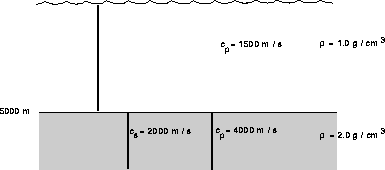 c_p = 1500 m / s    ρ = 1.0 g / cm^3
5000 m
c_s = 2000 m / s    c_p = 4000 m / s    ρ = 2.0 g / cm^3